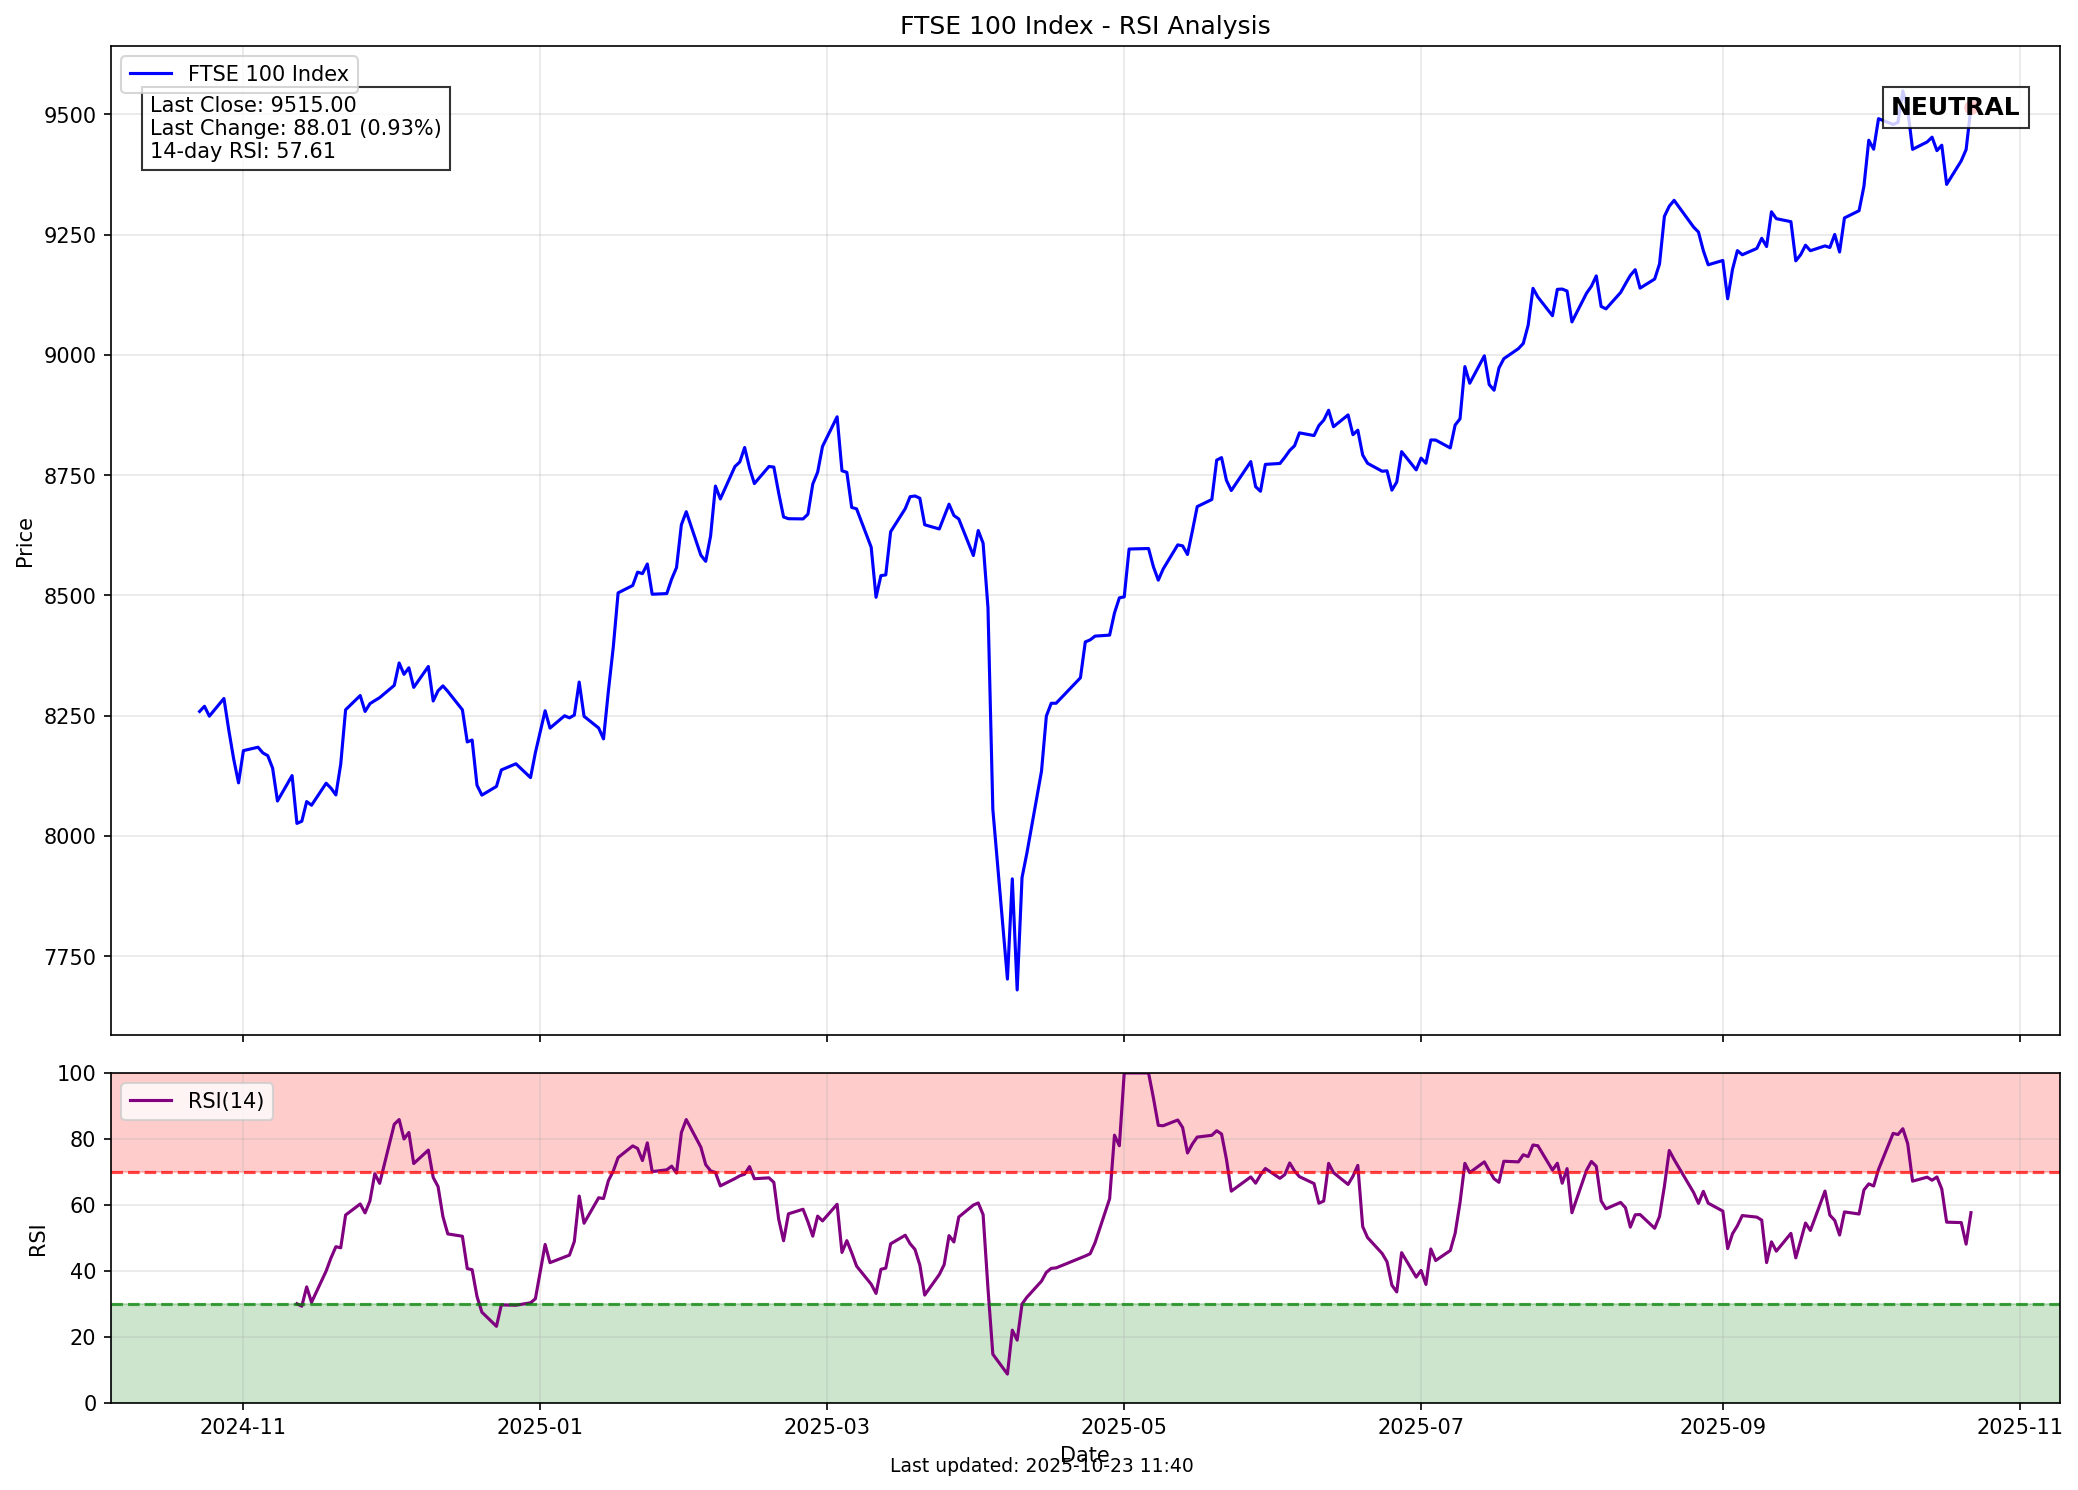 FTSE 100 Index - RSI Analysis
FTSE 100 Index
Last Close: 9515.00
Last Change: 88.01 (0.93%)
14-day RSI: 57.61
NEUTRAL
Price
9500
9250
9000
8750
8500
8250
8000
7750
RSI(14)
RSI
100
80
60
40
20
0
2024-11
2025-01
2025-03
2025-05
2025-07
2025-09
2025-11
Date
Last updated: 2025-10-23 11:40